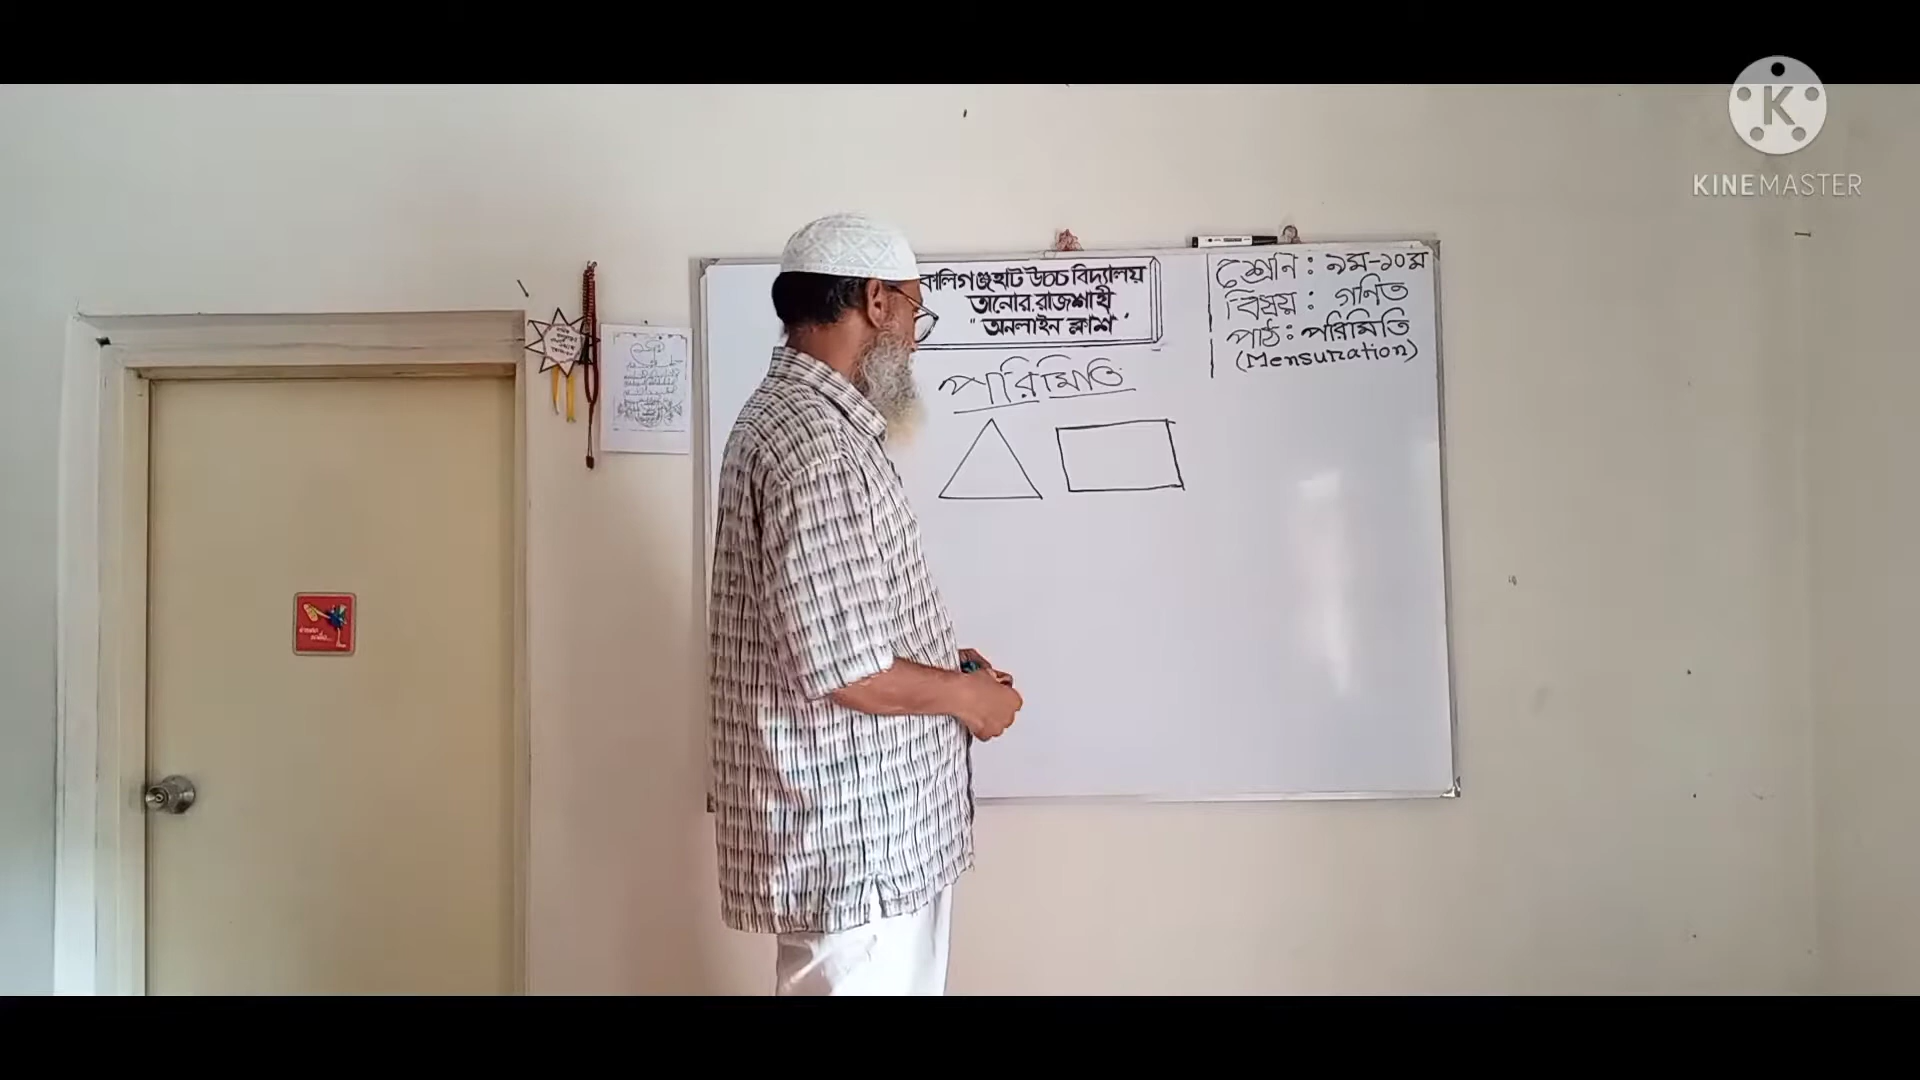 কালিগঞ্জহাট উচ্চ বিদ্যালয়
তানোর, রাজশাহী
"অনলাইন ক্লাশ"
শ্রেণি : ৯ম-১০ম
বিষয় : গণিত
পাঠ : পরিমিতি
(Mensuration)
পরিমিতি
K
KINEMASTER